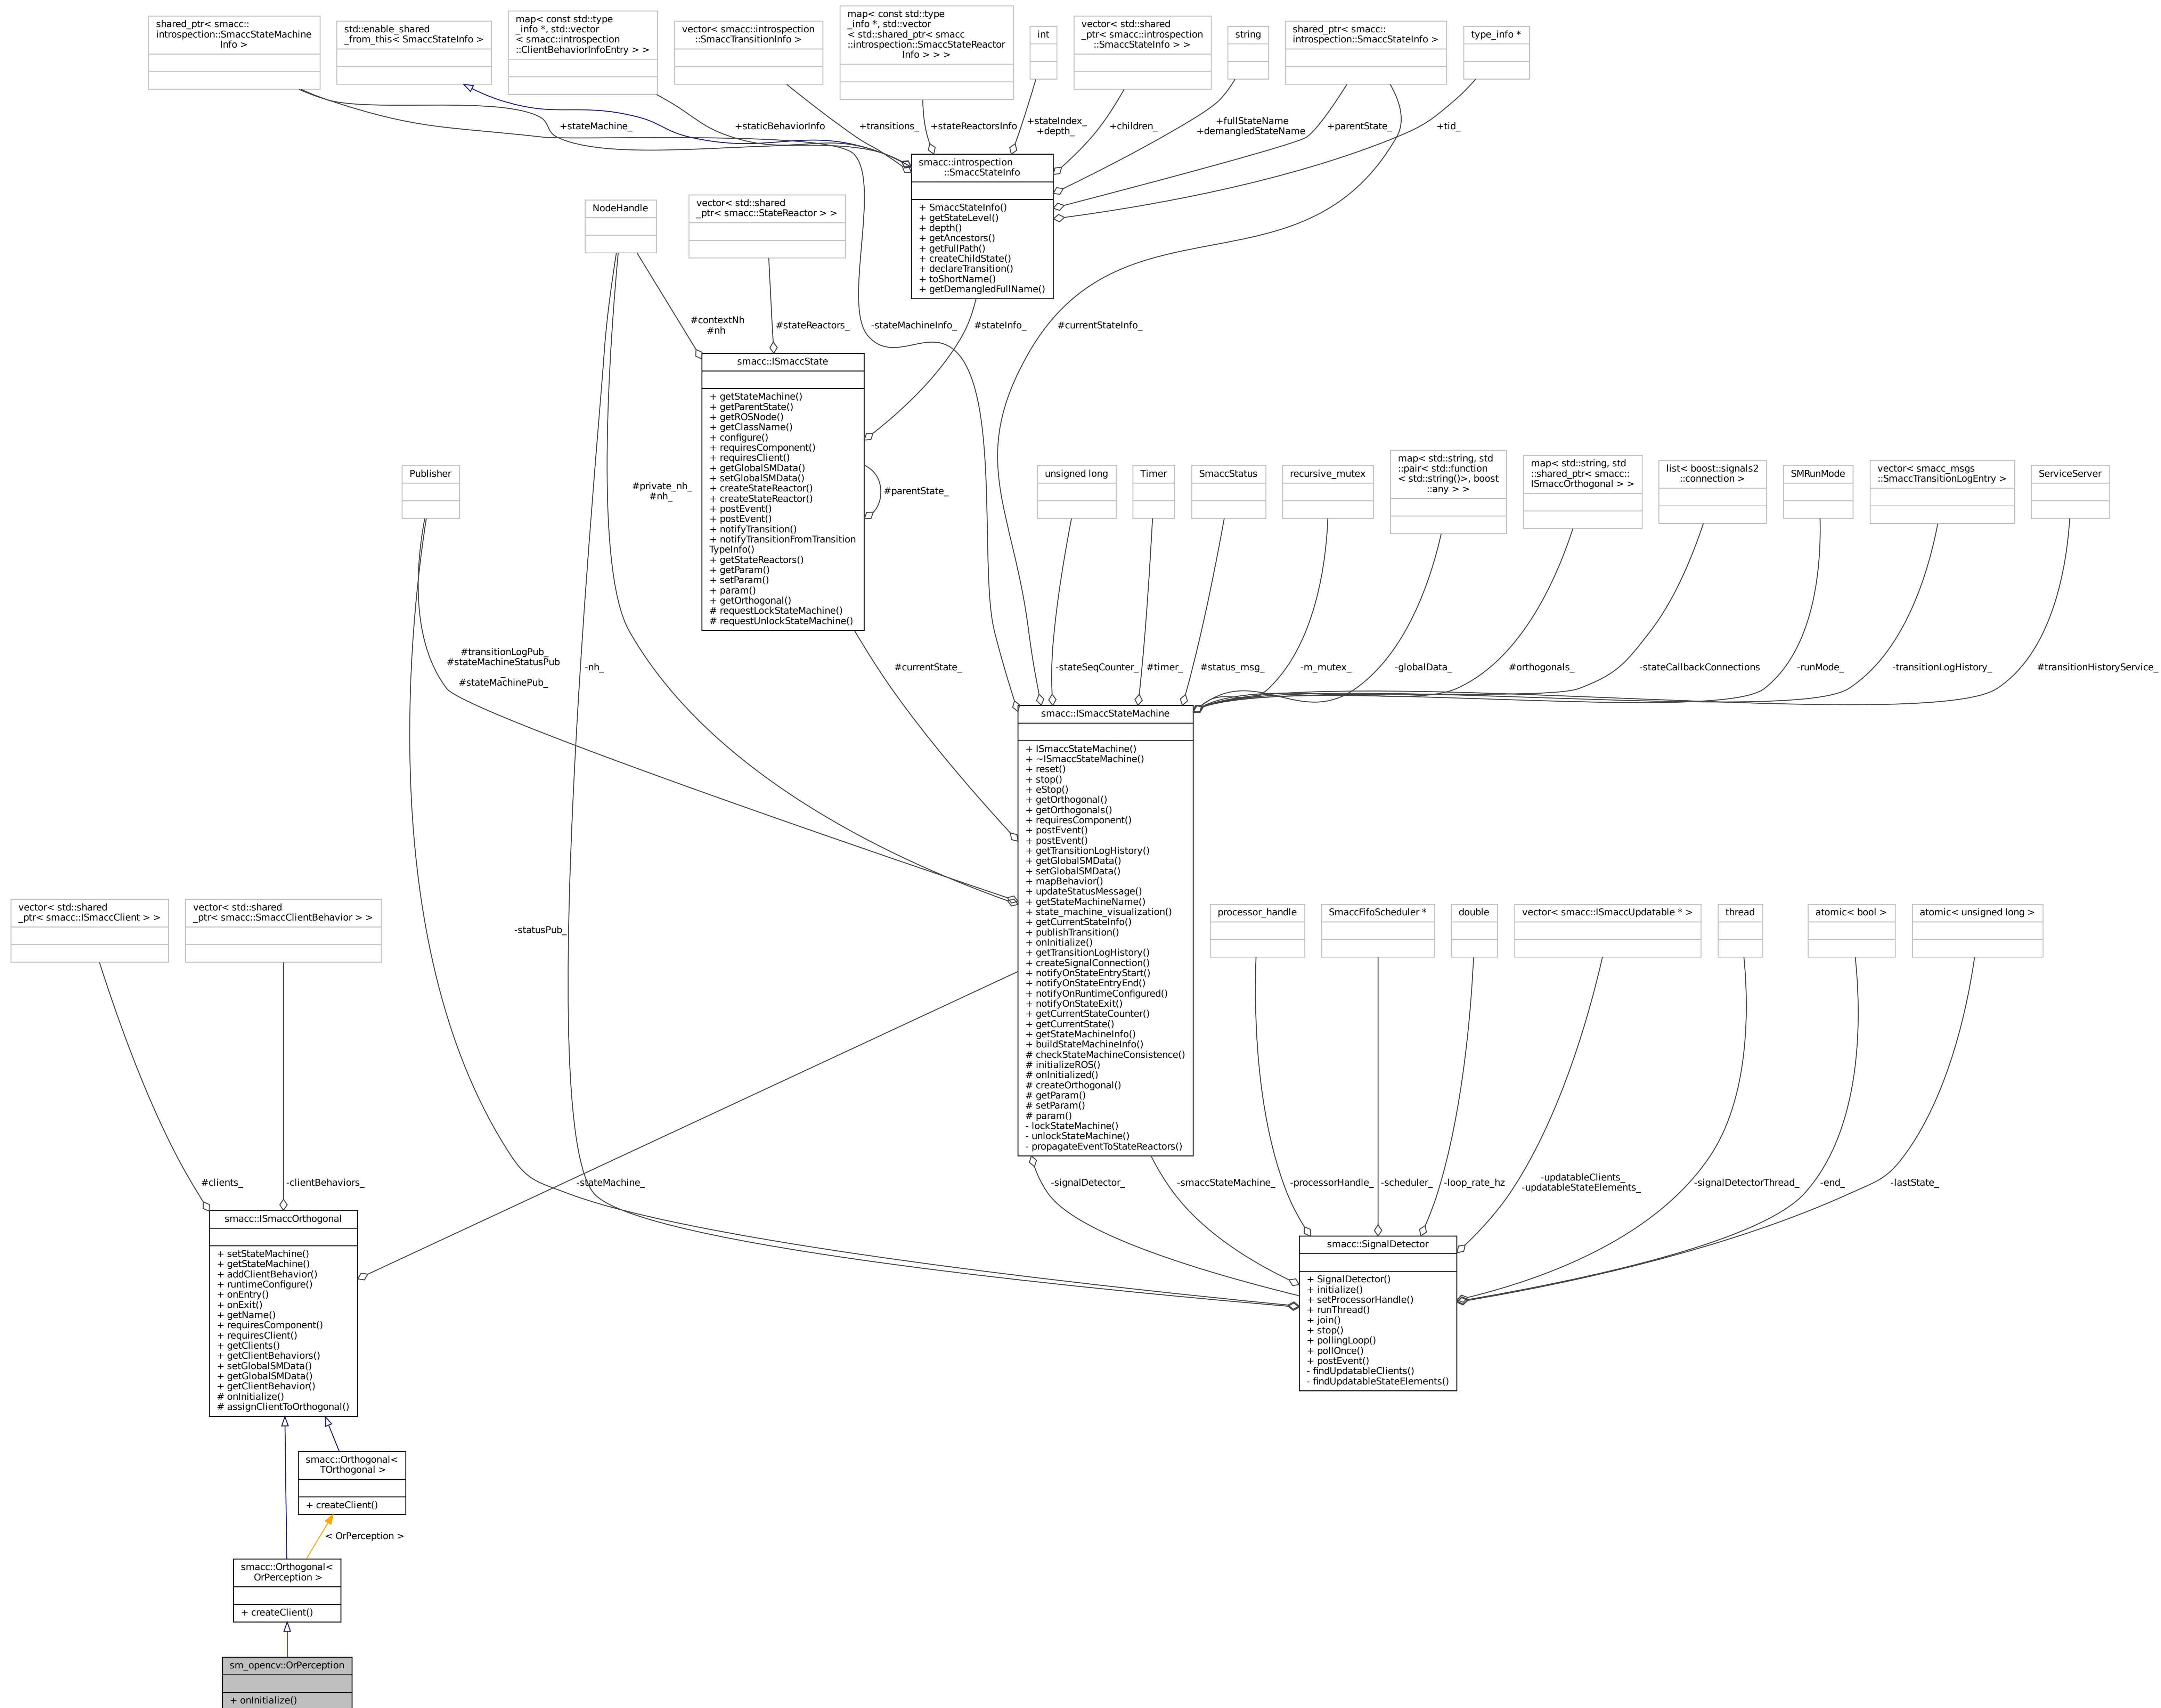 shared_ptr< smacc::
introspection::SmaccStateMachine
Info >
std::enable_shared
_from_this< SmaccStateInfo >
map< const std::type
_info *, std::vector
< smacc::introspection
::ClientBehaviorInfoEntry > >
vector< smacc::introspection
::SmaccTransitionInfo >
map< const std::type
_info *, std::vector
< std::shared_ptr< smacc
::introspection::SmaccStateReactor
Info > > >
int
vector< std::shared
_ptr< smacc::introspection
::SmaccStateInfo > >
string
shared_ptr< smacc::
introspection::SmaccStateInfo >
type_info *
+stateMachine_
+staticBehaviorInfo
+transitions_
+stateReactorsInfo
+stateIndex_
+depth_
+children_
+fullStateName
+demangledStateName
+parentState_
+tid_
smacc::introspection
::SmaccStateInfo
+ SmaccStateInfo()
+ getStateLevel()
+ depth()
+ getAncestors()
+ getFullPath()
+ createChildState()
+ declareTransition()
+ toShortName()
+ getDemangledFullName()
NodeHandle
vector< std::shared
_ptr< smacc::StateReactor > >
#contextNh
#nh
#stateReactors_
-stateMachineInfo_
#stateInfo_
#currentStateInfo_
smacc::ISmaccState
+ getStateMachine()
+ getParentState()
+ getROSNode()
+ getClassName()
+ configure()
+ requiresComponent()
+ requiresClient()
+ getGlobalSMData()
+ setGlobalSMData()
+ createStateReactor()
+ createStateReactor()
+ postEvent()
+ postEvent()
+ notifyTransition()
+ notifyTransitionFromTransition
TypeInfo()
+ getStateReactors()
+ getParam()
+ setParam()
+ param()
+ getOrthogonal()
# requestLockStateMachine()
# requestUnlockStateMachine()
#parentState_
#private_nh_
#nh_
Publisher
unsigned long
Timer
SmaccStatus
recursive_mutex
map< std::string, std
::pair< std::function
< std::string()>, boost
::any > >
map< std::string, std
::shared_ptr< smacc::
ISmaccOrthogonal > >
list< boost::signals2
::connection >
SMRunMode
vector< smacc_msgs
::SmaccTransitionLogEntry >
ServiceServer
#transitionLogPub_
#stateMachineStatusPub
_
#stateMachinePub_
-nh_
#currentState_
-stateSeqCounter_
#timer_
#status_msg_
-m_mutex_
-globalData_
#orthogonals_
-stateCallbackConnections
-runMode_
-transitionLogHistory_
#transitionHistoryService_
smacc::ISmaccStateMachine
+ ISmaccStateMachine()
+ ~ISmaccStateMachine()
+ reset()
+ stop()
+ eStop()
+ getOrthogonal()
+ getOrthogonals()
+ requiresComponent()
+ postEvent()
+ postEvent()
+ getTransitionLogHistory()
+ getGlobalSMData()
+ setGlobalSMData()
+ mapBehavior()
+ updateStatusMessage()
+ getStateMachineName()
+ state_machine_visualization()
+ getCurrentStateInfo()
+ publishTransition()
+ onInitialize()
+ getTransitionLogHistory()
+ createSignalConnection()
+ notifyOnStateEntryStart()
+ notifyOnStateEntryEnd()
+ notifyOnRuntimeConfigured()
+ notifyOnStateExit()
+ getCurrentStateCounter()
+ getCurrentState()
+ getStateMachineInfo()
+ buildStateMachineInfo()
# checkStateMachineConsistence()
# initializeROS()
# onInitialized()
# createOrthogonal()
# getParam()
# setParam()
# param()
- lockStateMachine()
- unlockStateMachine()
- propagateEventToStateReactors()
vector< std::shared
_ptr< smacc::ISmaccClient > >
vector< std::shared
_ptr< smacc::SmaccClientBehavior > >
-statusPub_
processor_handle
SmaccFifoScheduler *
double
vector< smacc::ISmaccUpdatable * >
thread
atomic< bool >
atomic< unsigned long >
#clients_
-clientBehaviors_
-stateMachine_
-signalDetector_
-smaccStateMachine_
-processorHandle_
-scheduler_
-loop_rate_hz
-updatableClients_
-updatableStateElements_
-signalDetectorThread_
-end_
-lastState_
smacc::ISmaccOrthogonal
+ setStateMachine()
+ getStateMachine()
+ addClientBehavior()
+ runtimeConfigure()
+ onEntry()
+ onExit()
+ getName()
+ requiresComponent()
+ requiresClient()
+ getClients()
+ getClientBehaviors()
+ setGlobalSMData()
+ getGlobalSMData()
+ getClientBehavior()
# onInitialize()
# assignClientToOrthogonal()
smacc::SignalDetector
+ SignalDetector()
+ initialize()
+ setProcessorHandle()
+ runThread()
+ join()
+ stop()
+ pollingLoop()
+ pollOnce()
+ postEvent()
- findUpdatableClients()
- findUpdatableStateElements()
smacc::Orthogonal<
TOrthogonal >
+ createClient()
< OrPerception >
smacc::Orthogonal<
OrPerception >
+ createClient()
sm_opencv::OrPerception
+ onInitialize()